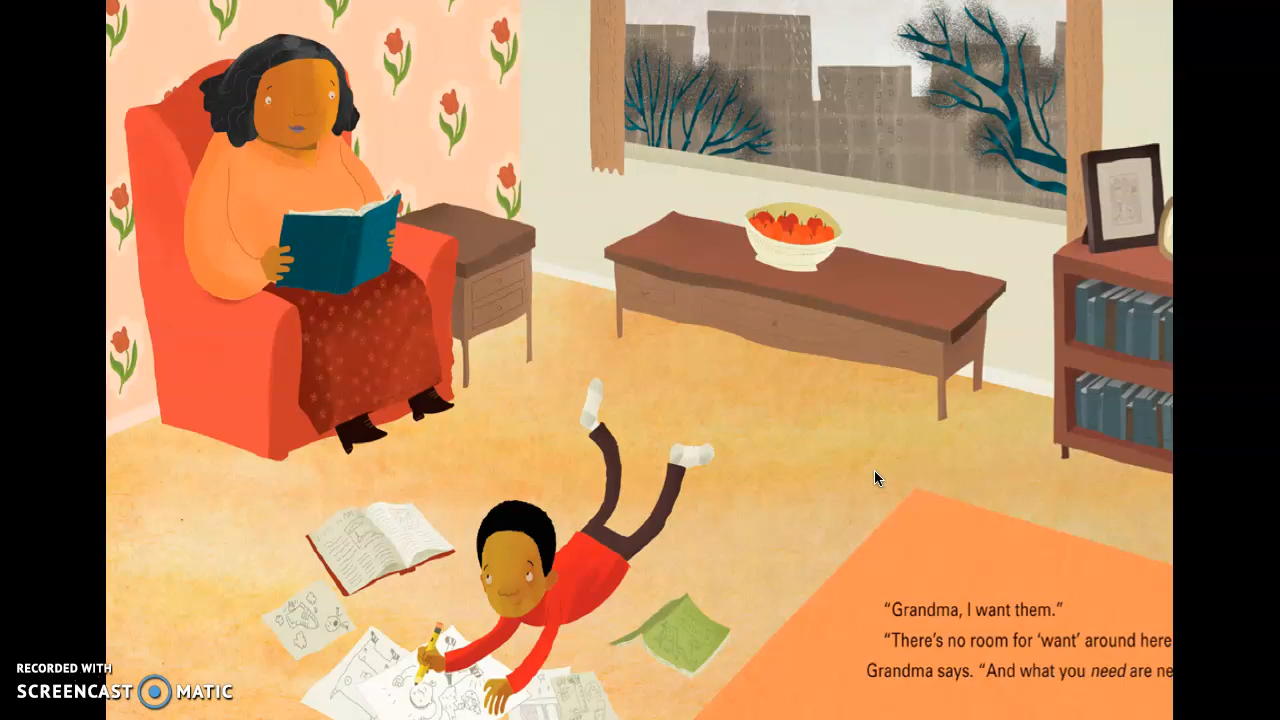 “Grandma, I want them.”
“There’s no room for ‘want’ around here
Grandma says. “And what you need are ne
RECORDED WITH
SCREENCAST MATIC